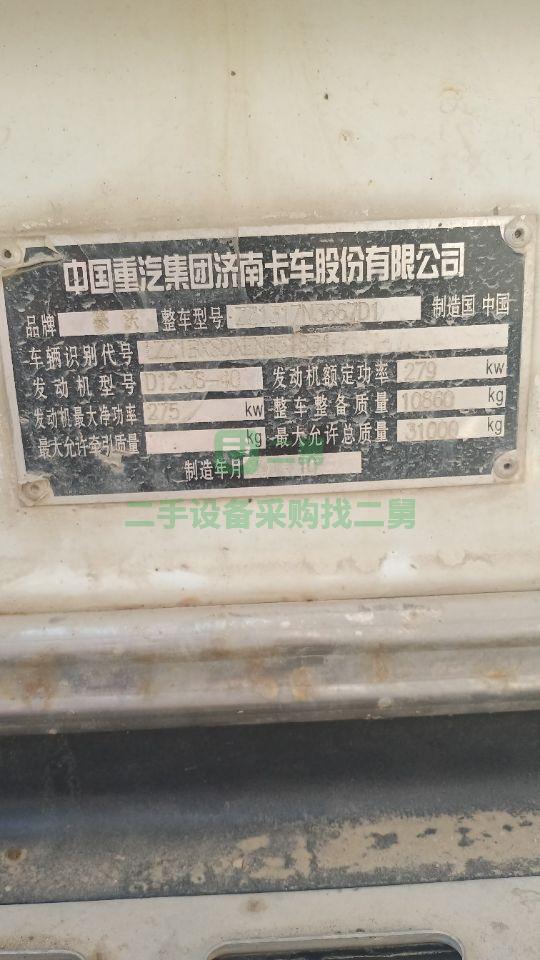 中国重汽集团济南卡车股份有限公司
品牌 豪沃 整车型号 制造国 中国
车辆识别代号
发动机型号 D12.38-40 发动机额定功率 279 kw
发动机最大净功率 275 kw 整车整备质量 10860 kg
最大允许牵引质量 kg 最大允许总质量 31000 kg
制造年月
二舅
二手设备采购找二舅